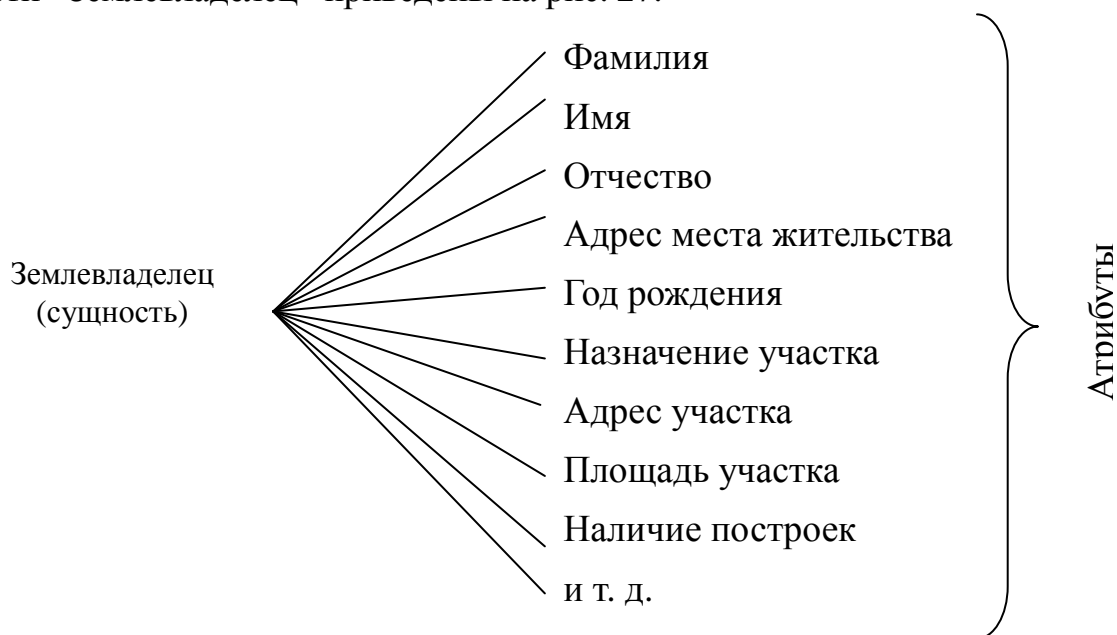 "Землевладелец" приведены на рис. 27.
Фамилия
Имя
Отчество
Адрес места жительства
Землевладелец
(сущность)
Год рождения
Назначение участка
Адрес участка
Площадь участка
Наличие построек
и т. д.
Атрибуты